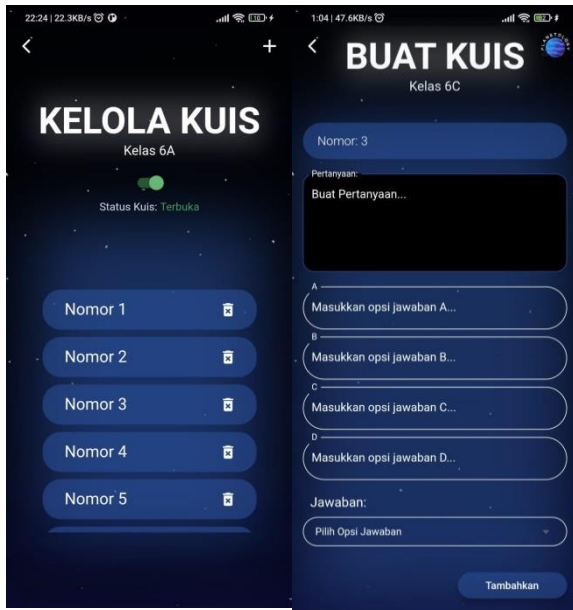 22:24 | 22.3KB/s
KELOLA KUIS
Kelas 6A
Status Kuis: Terbuka
Nomor 1
Nomor 2
Nomor 3
Nomor 4
Nomor 5
1:04 | 47.6KB/s
BUAT KUIS
Kelas 6C
Nomor: 3
Pertanyaan:
Buat Pertanyaan...
A
Masukkan opsi jawaban A...
B
Masukkan opsi jawaban B...
C
Masukkan opsi jawaban C...
D
Masukkan opsi jawaban D...
Jawaban:
Pilih Opsi Jawaban
Tambahkan